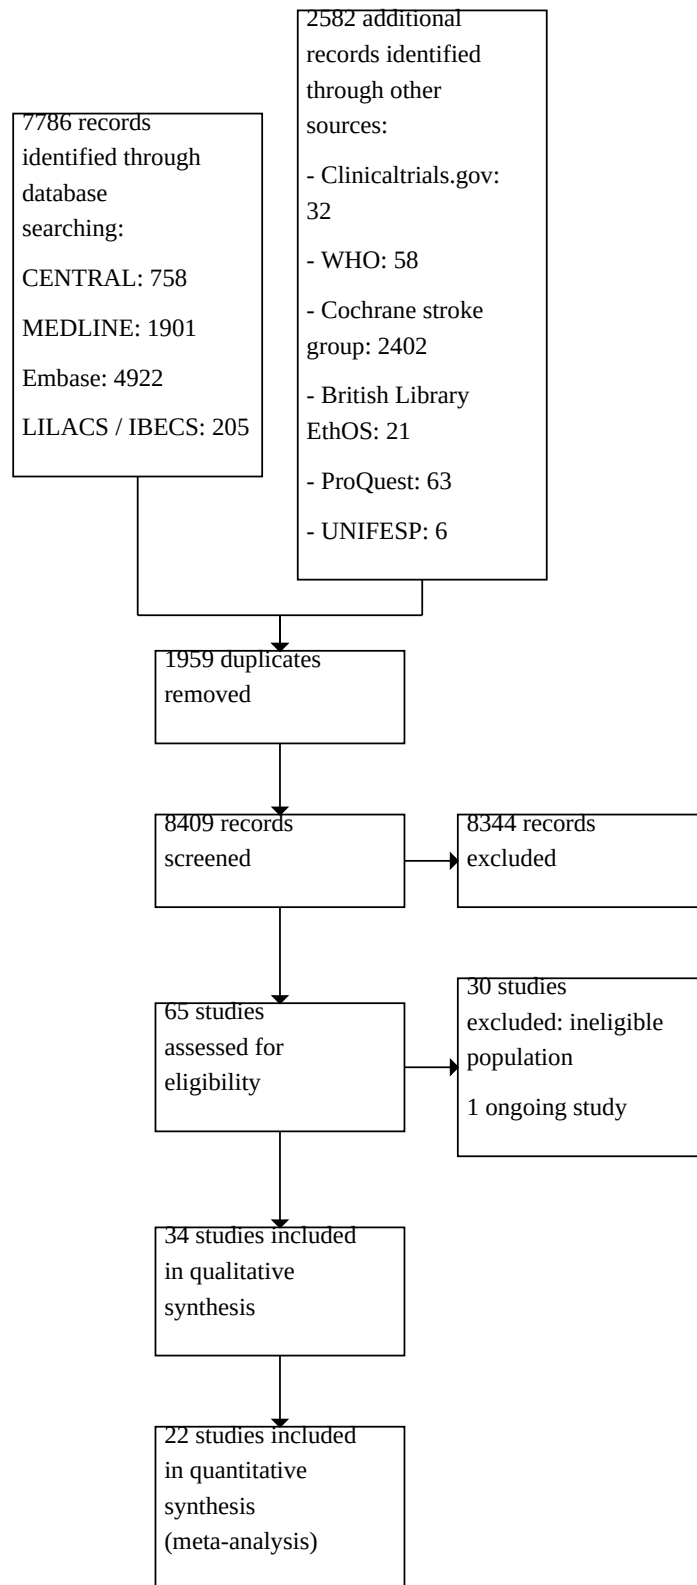 7786 records
identified through
database
searching:
CENTRAL: 758
MEDLINE: 1901
Embase: 4922
LILACS / IBECS: 205
2582 additional
records identified
through other
sources:
- Clinicaltrials.gov:
32
- WHO: 58
- Cochrane stroke
group: 2402
- British Library
EthOS: 21
- ProQuest: 63
- UNIFESP: 6
1959 duplicates
removed
8409 records
screened
8344 records
excluded
65 studies
assessed for
eligibility
30 studies
excluded: ineligible
population
1 ongoing study
34 studies included
in qualitative
synthesis
22 studies included
in quantitative
synthesis
(meta-analysis)